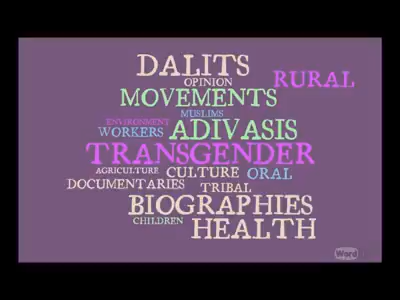 DALITS
OPINION
RURAL
MOVEMENTS
MUSLIMS
ENVIRONMENT
WORKERS
ADIVASIS
TRANSGENDER
AGRICULTURE
CULTURE
ORAL
DOCUMENTARIES
TRIBAL
BIOGRAPHIES
CHILDREN
HEALTH